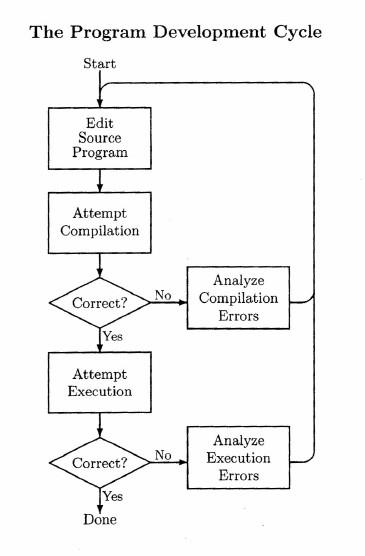 The Program Development Cycle
Start
Edit
Source
Program
Attempt
Compilation
Correct?
No
Analyze
Compilation
Errors
Yes
Attempt
Execution
Correct?
No
Analyze
Execution
Errors
Yes
Done